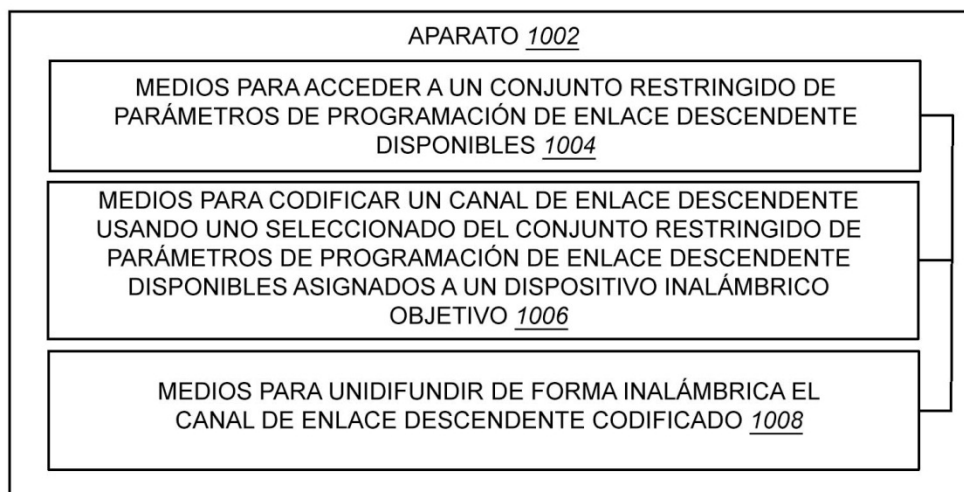 APARATO 1002
MEDIOS PARA ACCEDER A UN CONJUNTO RESTRINGIDO DE
PARÁMETROS DE PROGRAMACIÓN DE ENLACE DESCENDENTE
DISPONIBLES 1004
MEDIOS PARA CODIFICAR UN CANAL DE ENLACE DESCENDENTE
USANDO UNO SELECCIONADO DEL CONJUNTO RESTRINGIDO DE
PARÁMETROS DE PROGRAMACIÓN DE ENLACE DESCENDENTE
DISPONIBLES ASIGNADOS A UN DISPOSITIVO INALÁMBRICO
OBJETIVO 1006
MEDIOS PARA UNIDIFUNDIR DE FORMA INALÁMBRICA EL
CANAL DE ENLACE DESCENDENTE CODIFICADO 1008